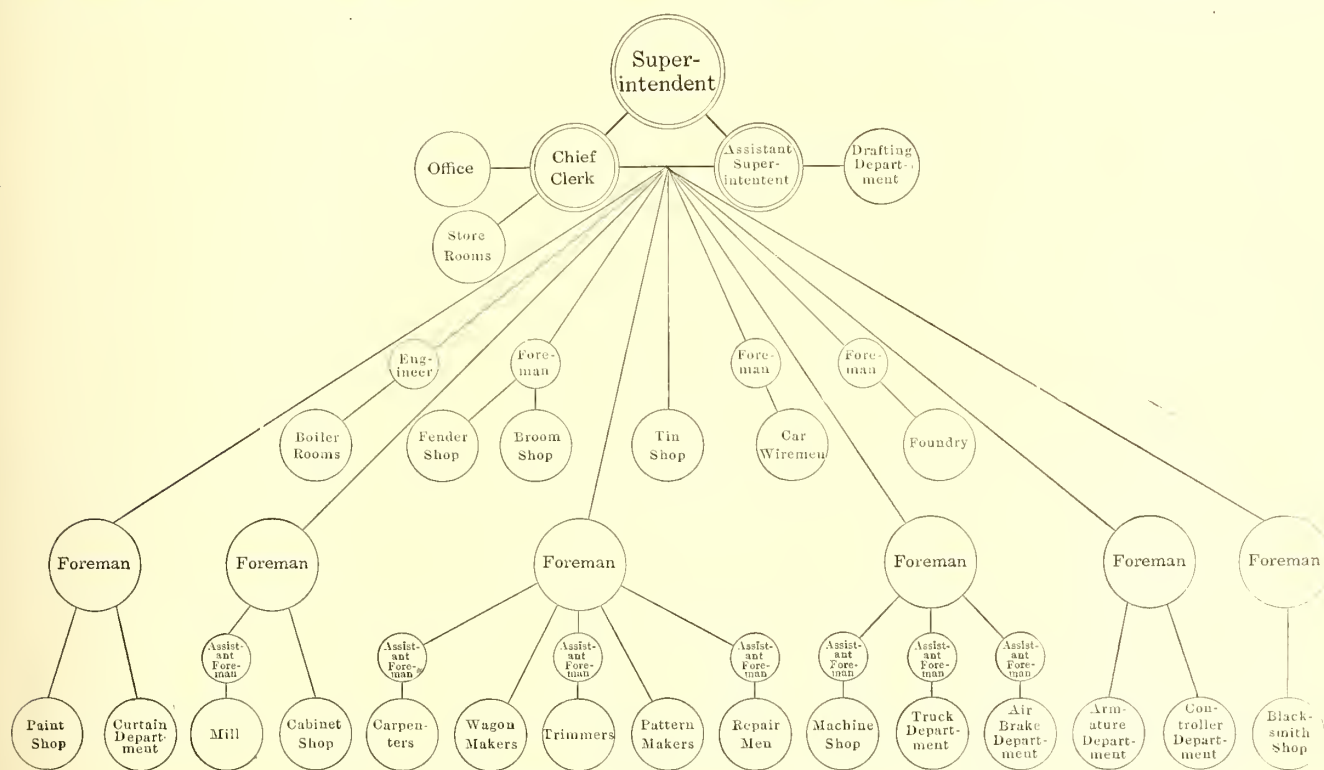 Super-
intendent
Office
Chief
Clerk
Assistant
Super-
intentent
Drafting
Depart-
ment
Store
Rooms
Eng-
ineer
Fore-
man
Fore-
man
Fore-
man
Boiler
Rooms
Fender
Shop
Broom
Shop
Tin
Shop
Car
Wiremen
Foundry
Foreman
Foreman
Foreman
Foreman
Foreman
Foreman
Assist-
ant
Fore-
man
Assist-
ant
Fore-
man
Assist-
ant
Fore-
man
Assist-
ant
Fore-
man
Assist-
ant
Fore-
man
Assist-
ant
Fore-
man
Assist-
ant
Fore-
man
Paint
Shop
Curtain
Depart-
ment
Mill
Cabinet
Shop
Carpen-
ters
Wagon
Makers
Trimmers
Pattern
Makers
Repair
Men
Machine
Shop
Truck
Depart-
ment
Air
Brake
Depart-
ment
Arm-
ature
Depart-
ment
Con-
troller
Depart-
ment
Black-
smith
Shop